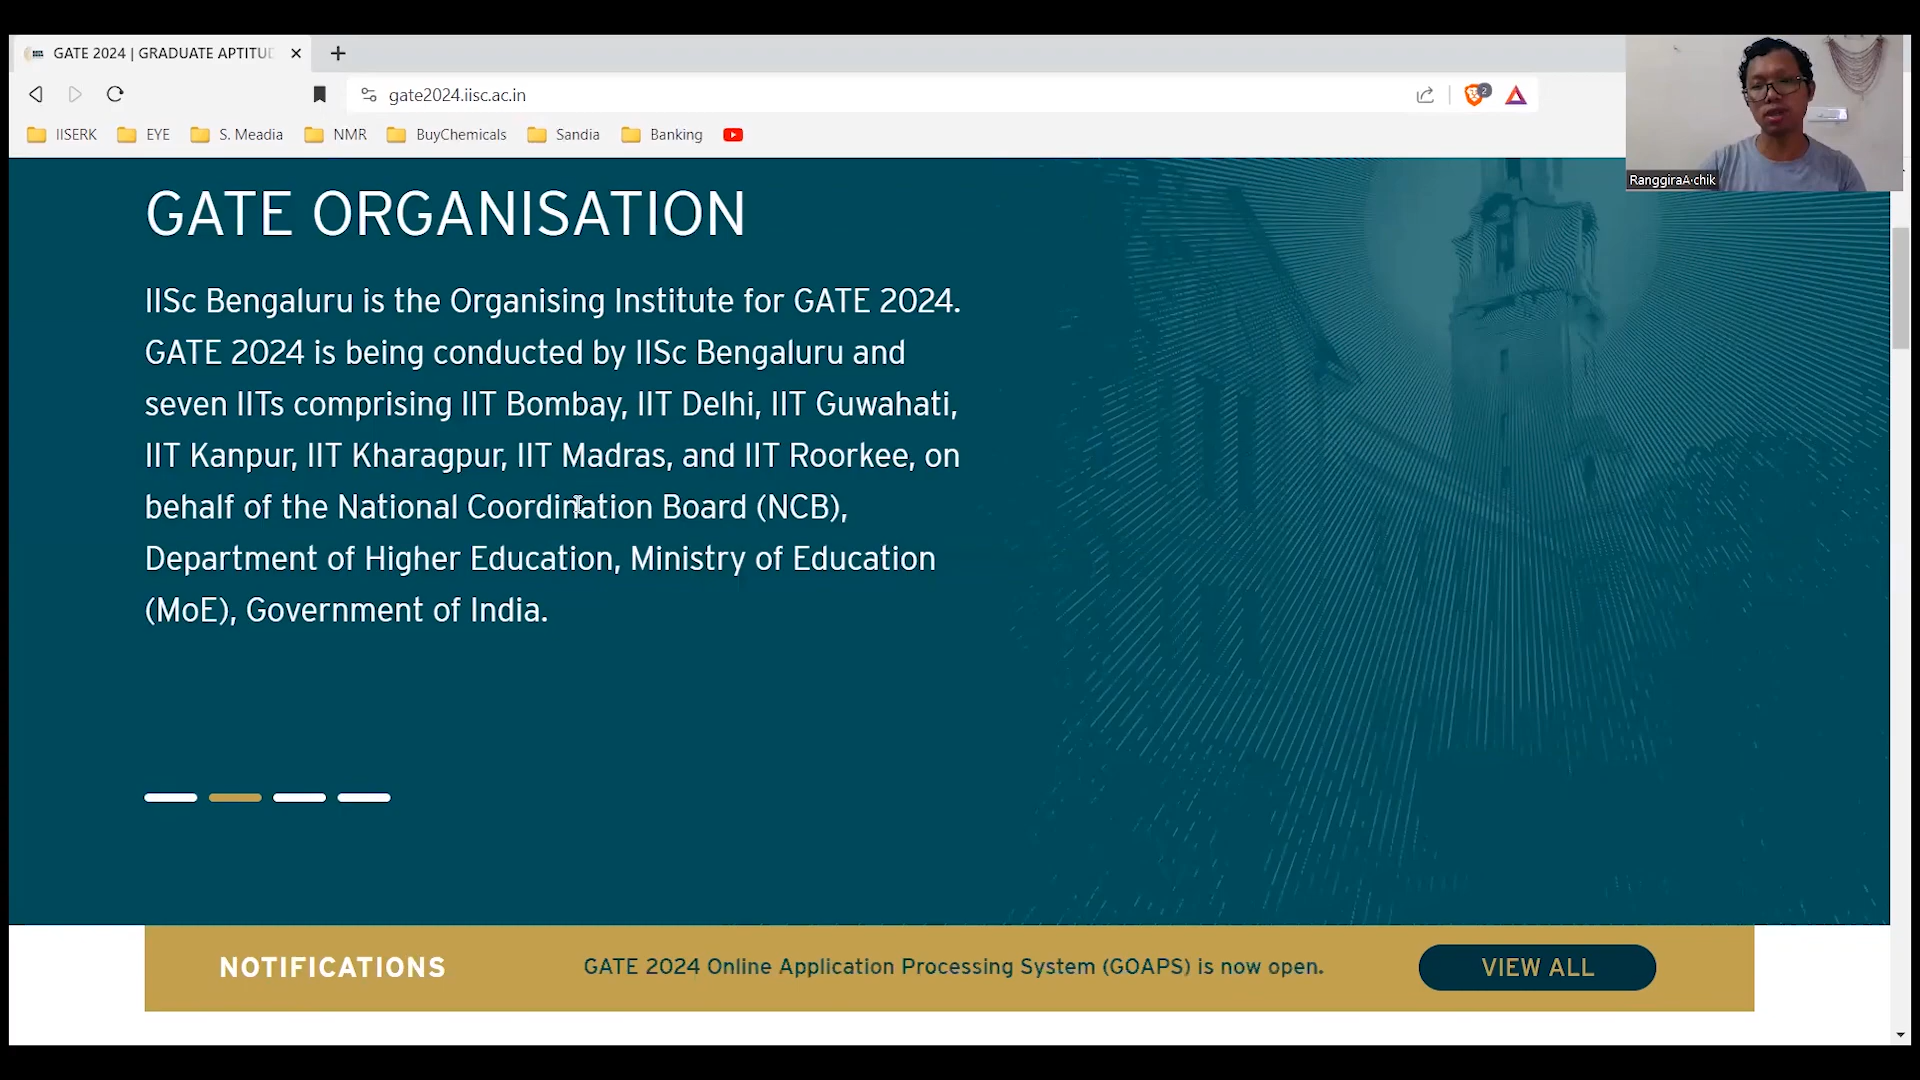 GATE 2024 | GRADUATE APTITUD
gate2024.iisc.ac.in
2
IISERK
EYE
S. Meadia
NMR
BuyChemicals
Sandia
Banking
RanggiraA·chik
GATE ORGANISATION
IISc Bengaluru is the Organising Institute for GATE 2024.
GATE 2024 is being conducted by IISc Bengaluru and
seven IITs comprising IIT Bombay, IIT Delhi, IIT Guwahati,
IIT Kanpur, IIT Kharagpur, IIT Madras, and IIT Roorkee, on
behalf of the National Coordination Board (NCB),
Department of Higher Education, Ministry of Education
(MoE), Government of India.
NOTIFICATIONS
GATE 2024 Online Application Processing System (GOAPS) is now open.
VIEW ALL